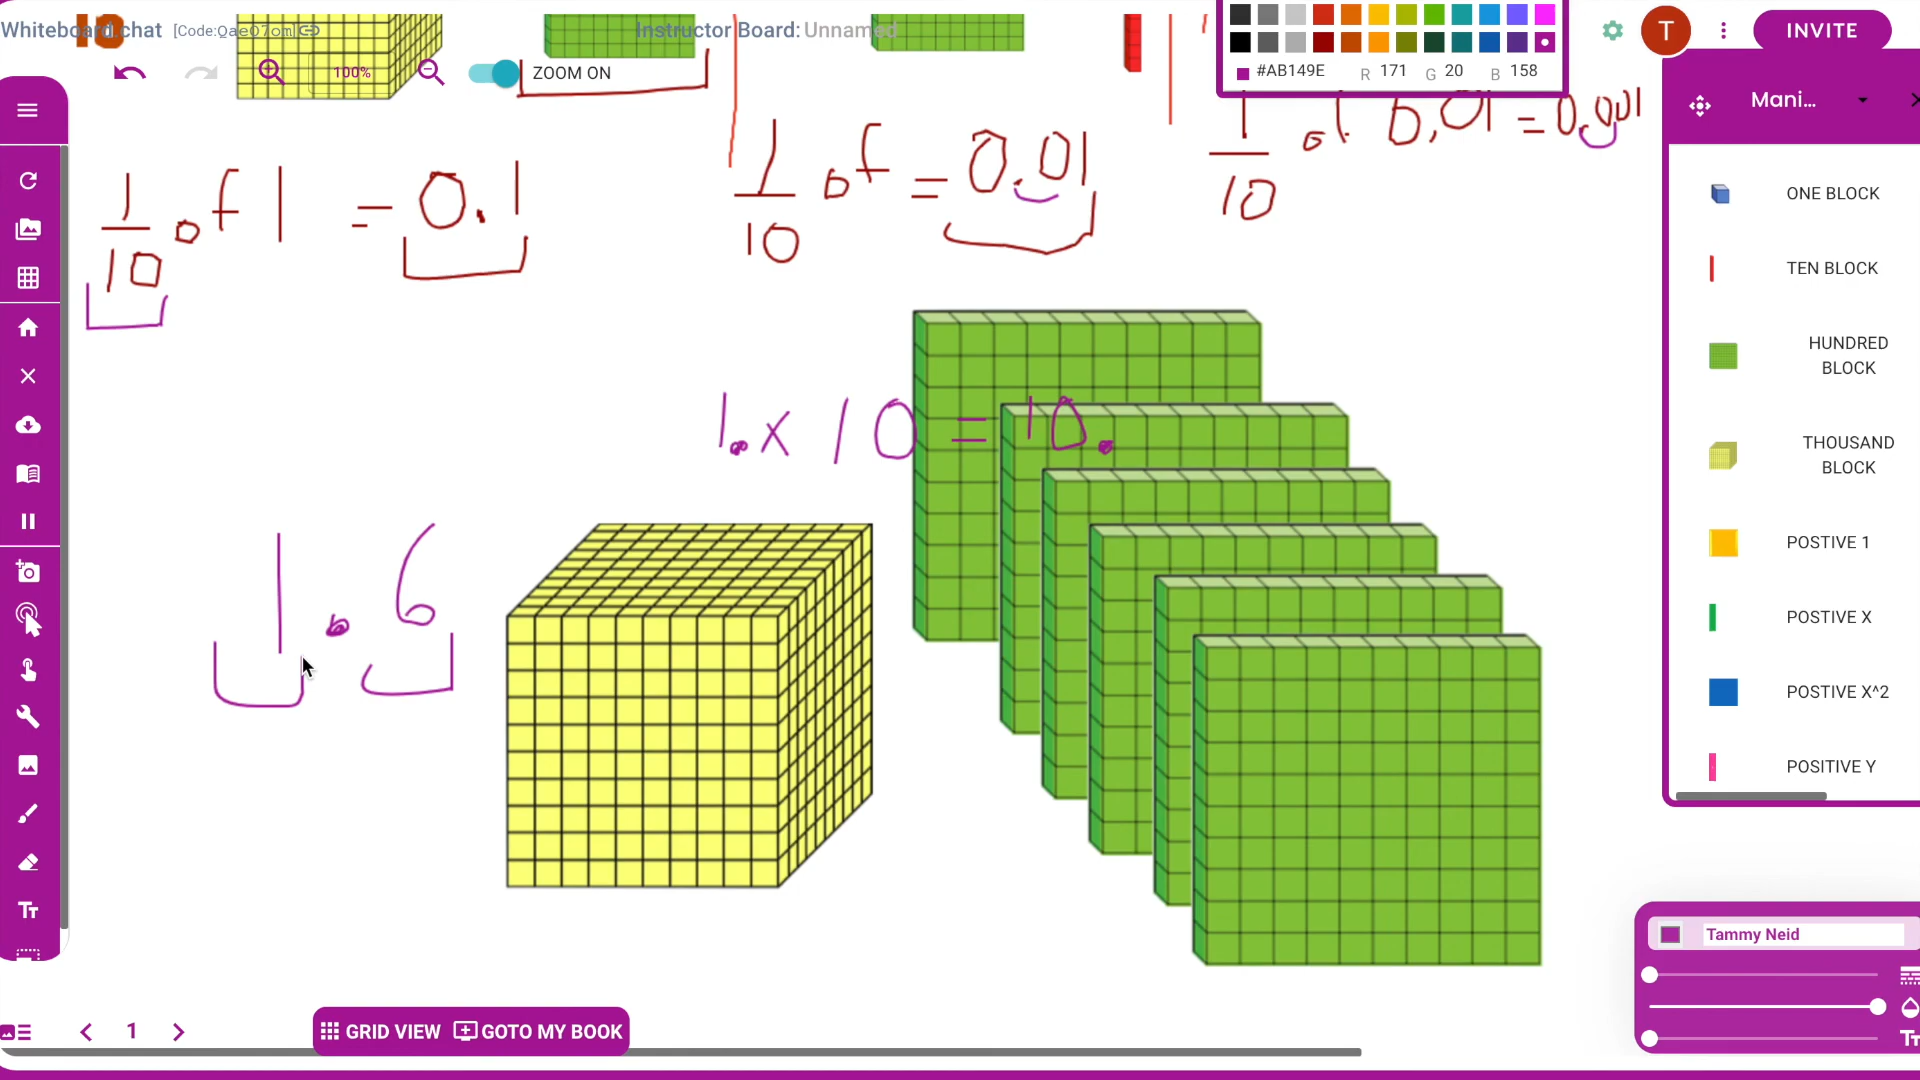 Whiteboard.chat [Code:Qae07om] Instructor Board: Unnamed
T
INVITE
100%
ZOOM ON
#AB149E R 171 G 20 B 158
Mani...
1/10 of 1 = 0.1
1/10 of = 0.01
1/10 of 0.01 = 0.001
ONE BLOCK
TEN BLOCK
HUNDRED
BLOCK
THOUSAND
BLOCK
POSTIVE 1
POSTIVE X
POSTIVE X^2
POSITIVE Y
1. x 10 = 10.
1.6
Tammy Neid
Tт
1
GRID VIEW
GOTO MY BOOK